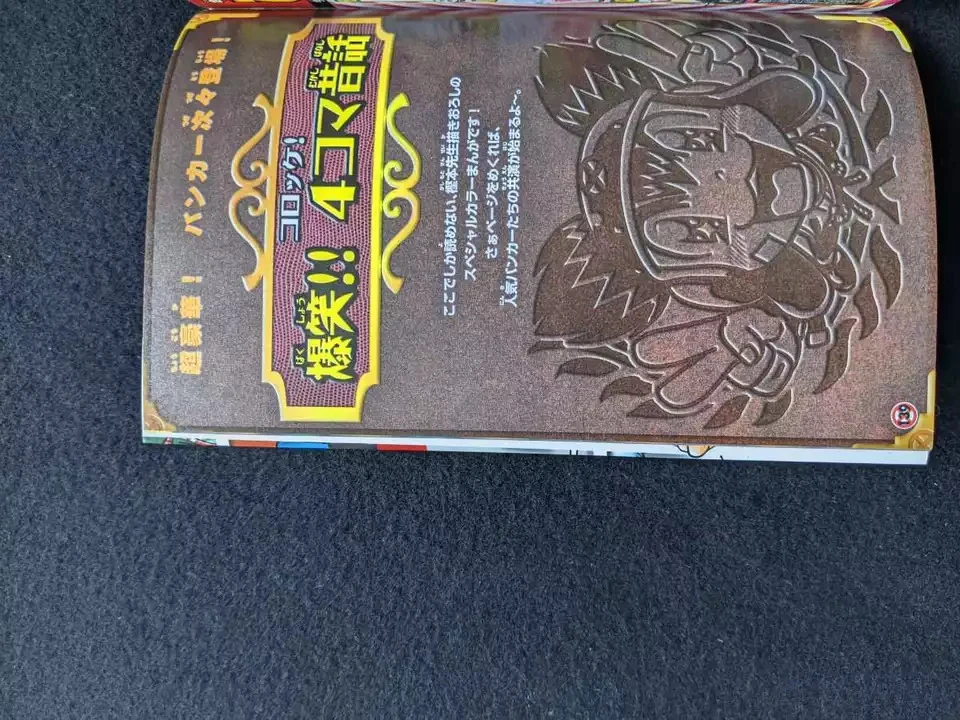 超豪華! バンカー次々登場!
コロッケ!
爆笑!! 4コマ昔話
ここでしか読めない、樫本先生描きおろしの
スペシャルカラーまんがです!
さぁページをめくれば、
人気バンカーたちの共演が始まるよ〜。
139